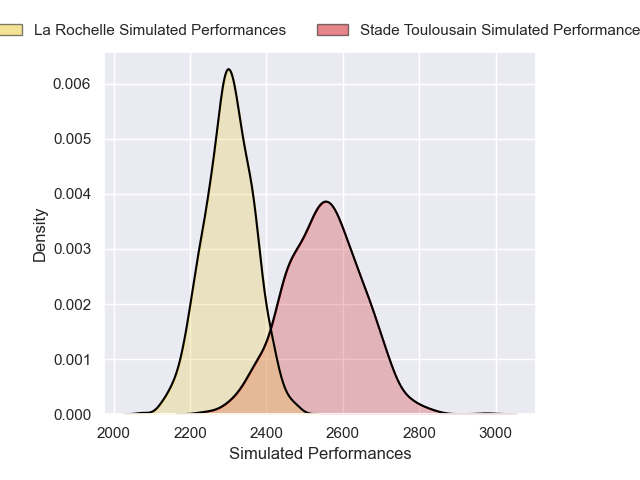 La Rochelle Simulated Performances
Stade Toulousain Simulated Performance
0.006
0.005
0.004
0.003
0.002
0.001
0.000
Density
2000 2200 2400 2600 2800 3000
Simulated Performances